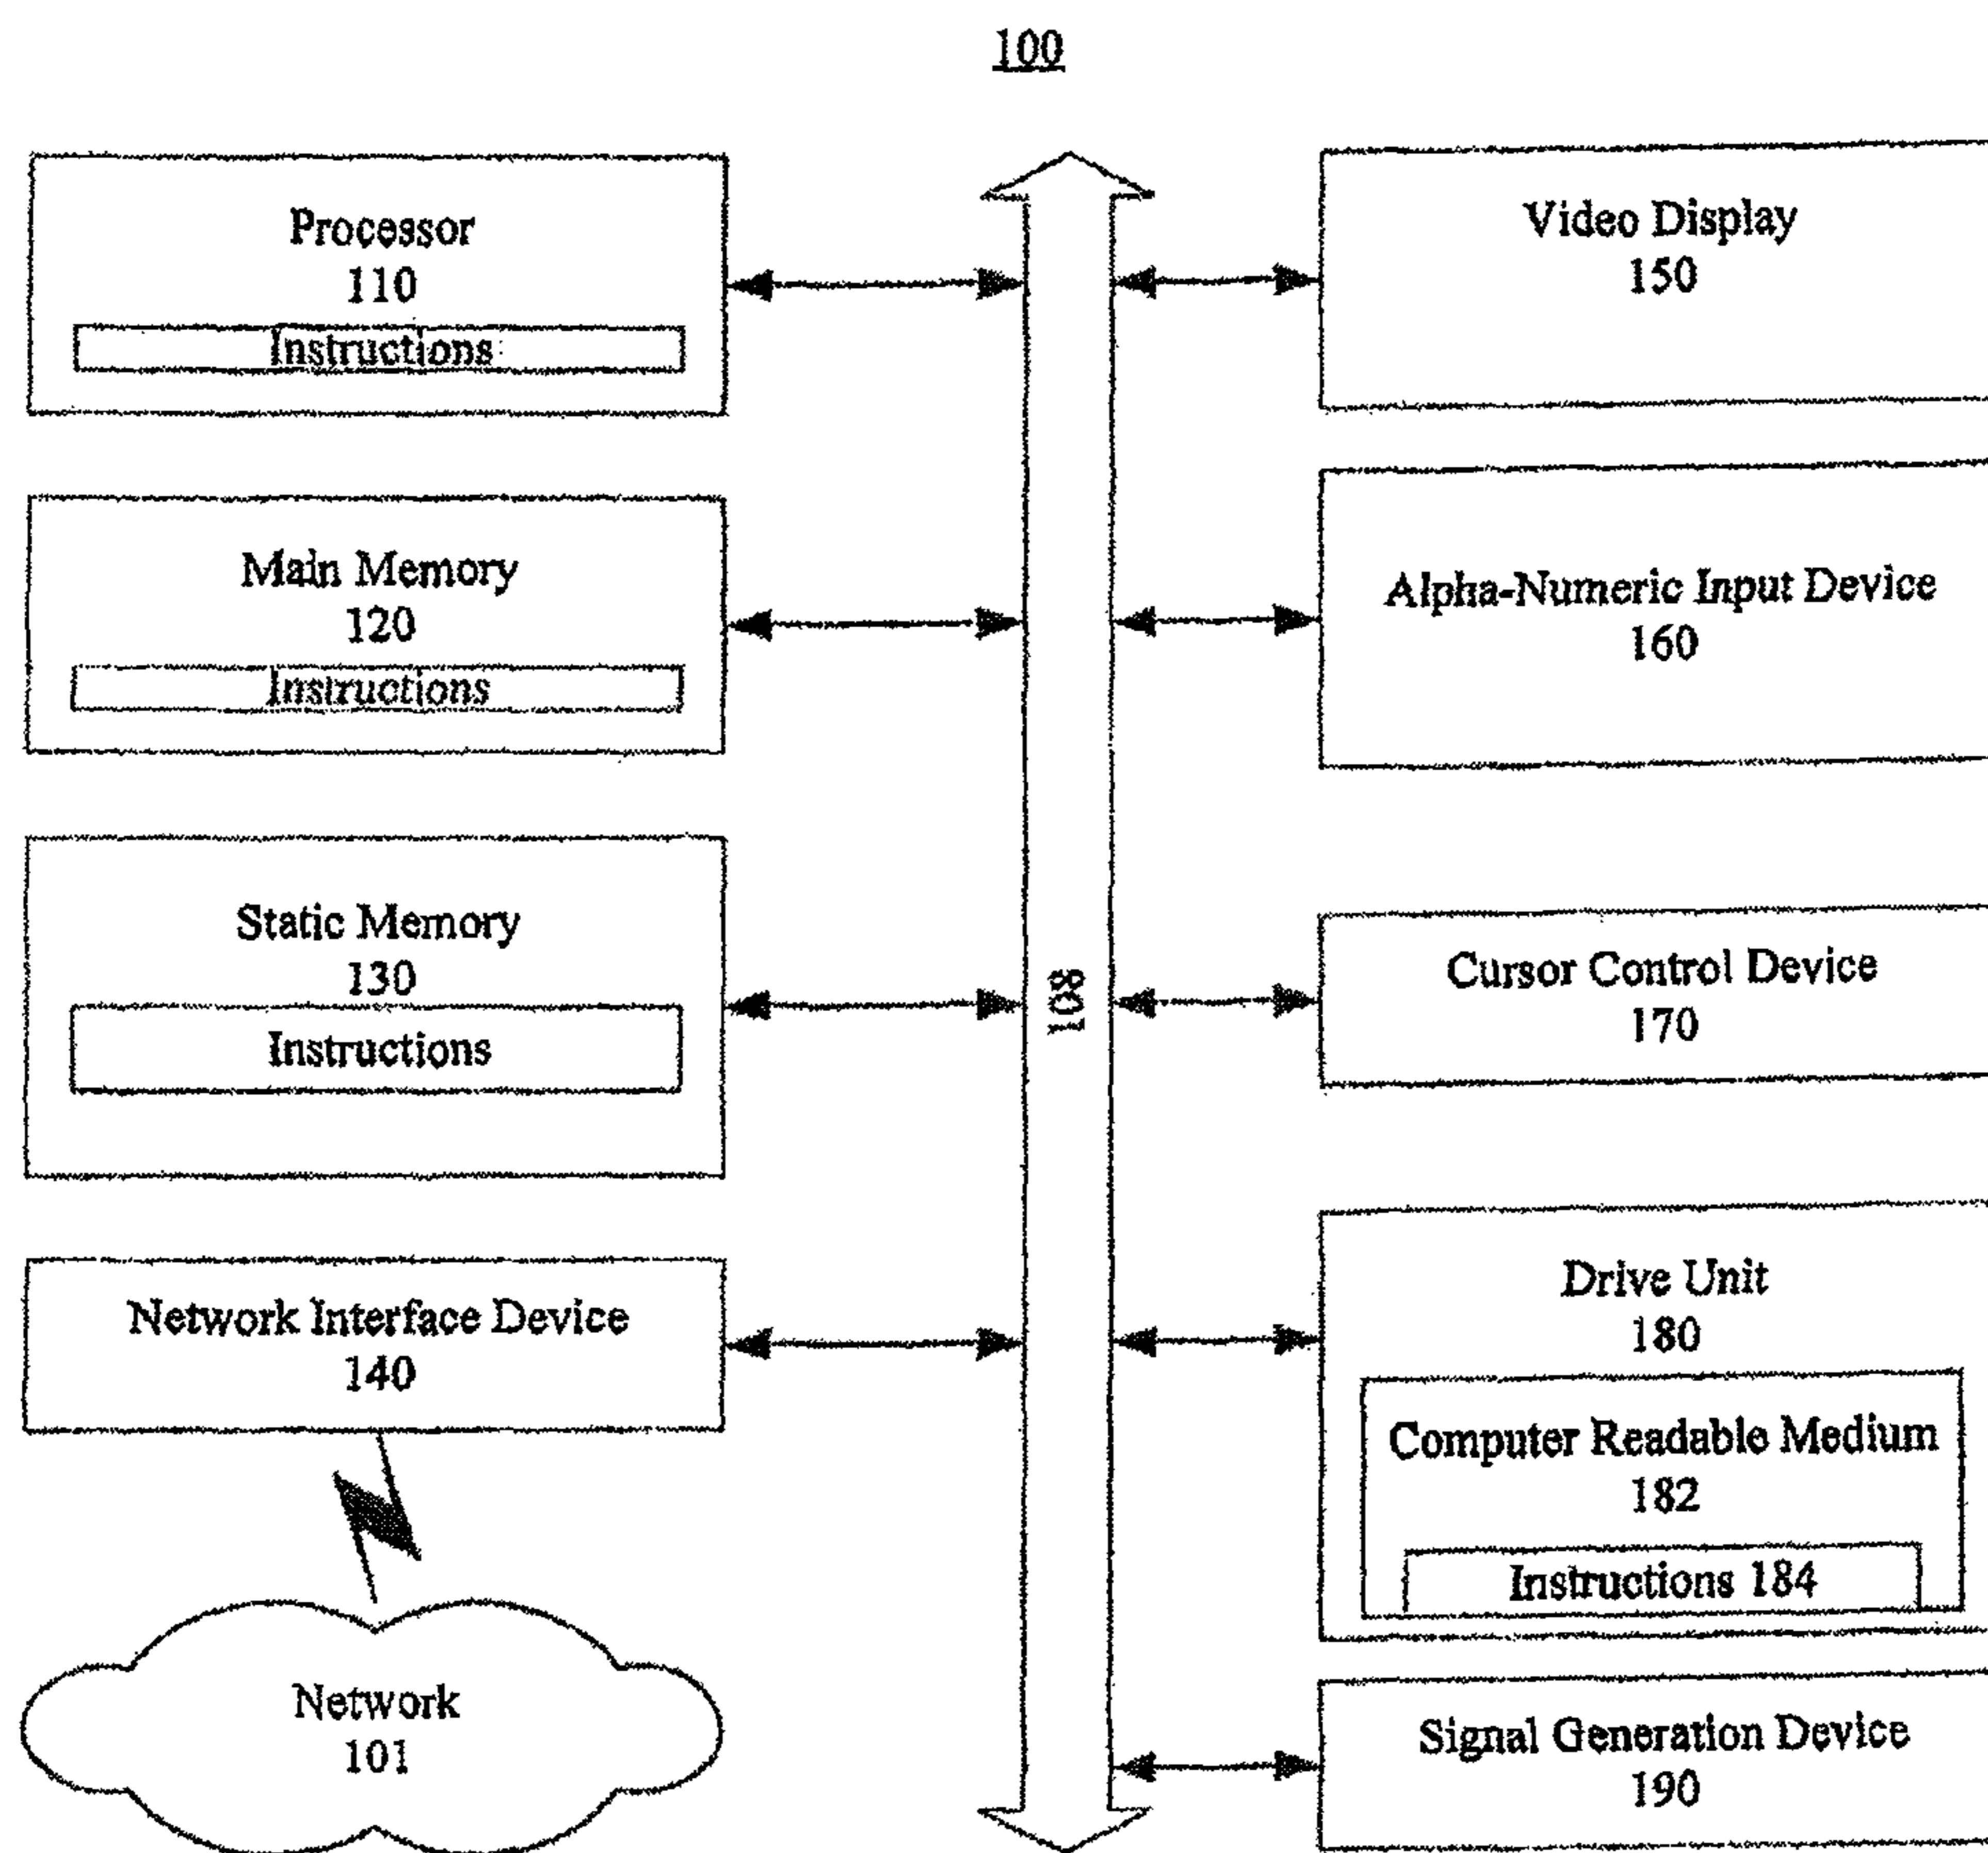 100
Processor
110
Instructions
Main Memory
120
Instructions
Static Memory
130
Instructions
Network Interface Device
140
Network
101
108
Video Display
150
Alpha-Numeric Input Device
160
Cursor Control Device
170
Drive Unit
180
Computer Readable Medium
182
Instructions 184
Signal Generation Device
190